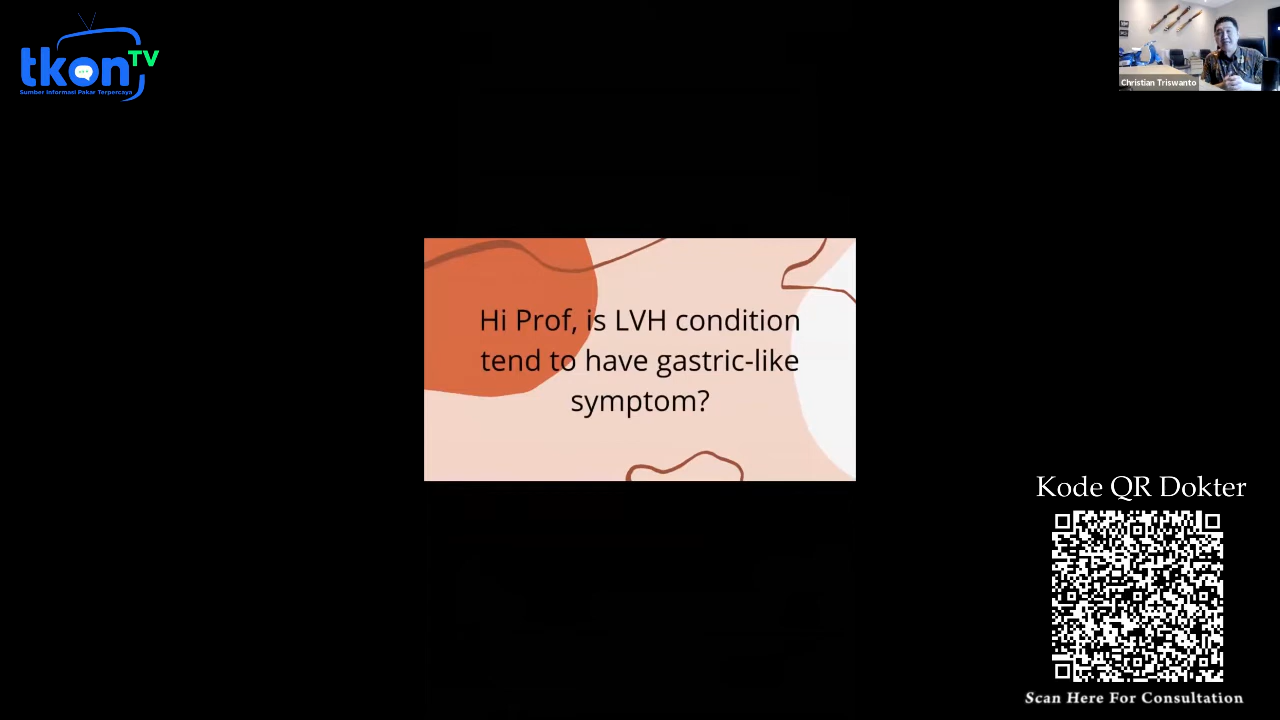 tkon TV
Sumber Informasi Pakar Terpercaya
Christian Triswanto
Hi Prof, is LVH condition
tend to have gastric-like
symptom?
Kode QR Dokter
Scan Here For Consultation